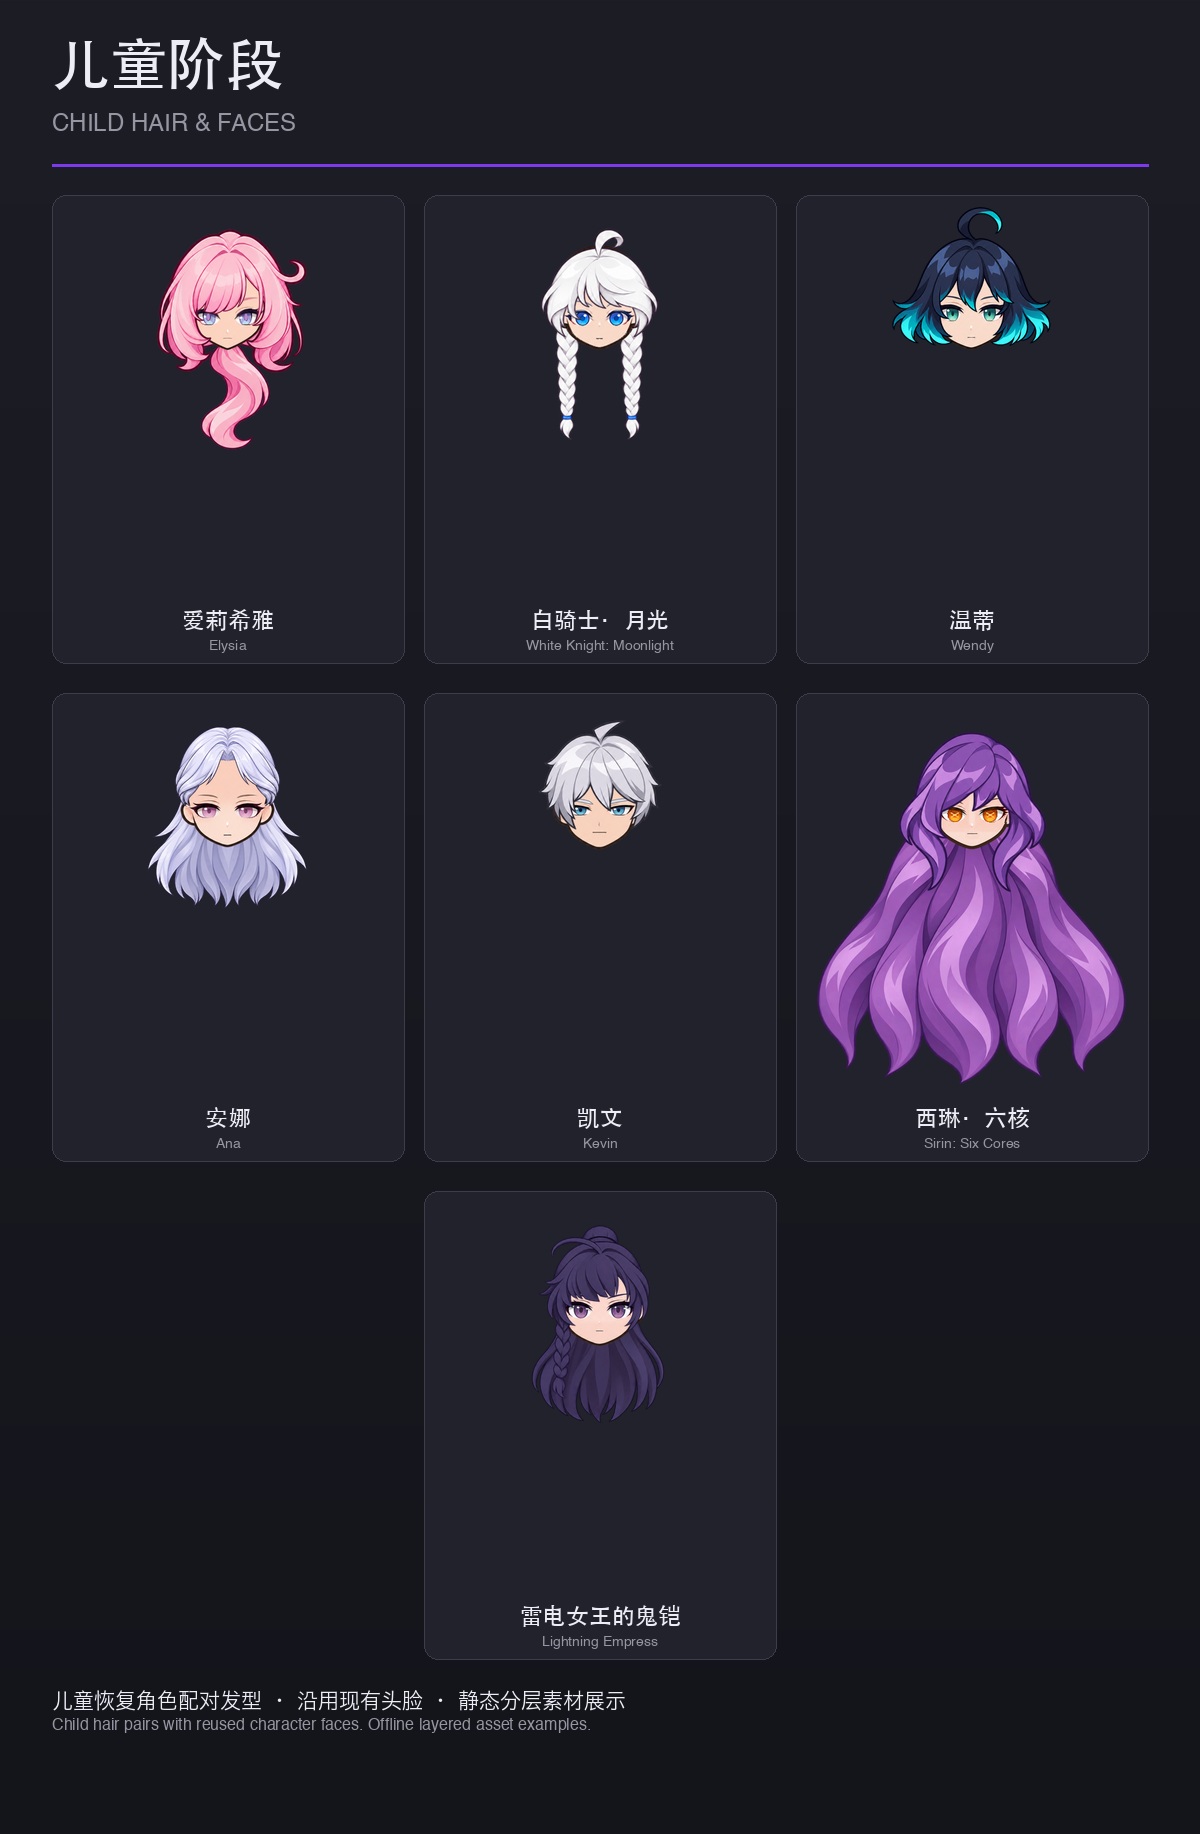 儿童阶段
CHILD HAIR & FACES
爱莉希雅
Elysia
白骑士·月光
White Knight: Moonlight
温蒂
Wendy
安娜
Ana
凯文
Kevin
西琳·六核
Sirin: Six Cores
雷电女王的鬼铠
Lightning Empress
儿童恢复角色配对发型 · 沿用现有头脸 · 静态分层素材展示
Child hair pairs with reused character faces. Offline layered asset examples.